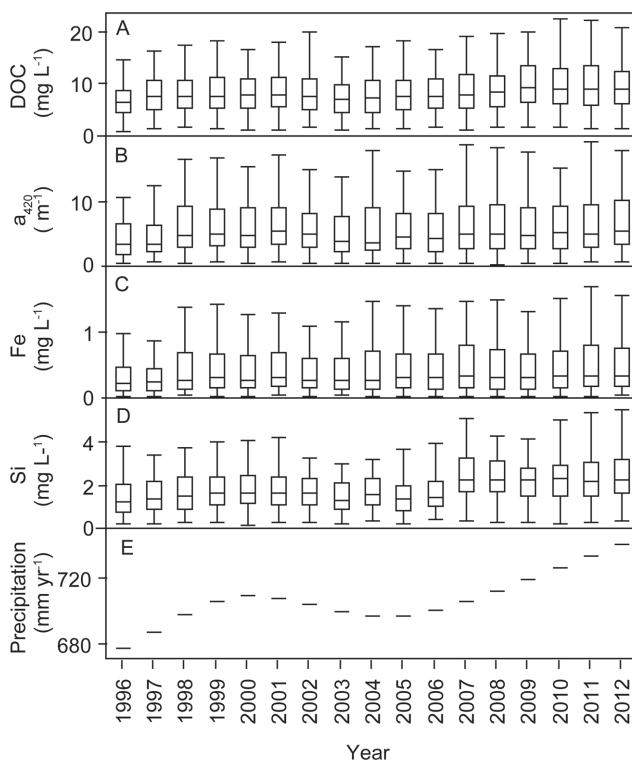 A
20
10
0
DOC
(mg L⁻¹)
B
10
0
a₄₂₀
( m⁻¹)
C
1
0
Fe
(mg L⁻¹)
D
4
2
0
Si
(mg L-¹)
E
720
680
Precipitation
(mm yr⁻¹)
1996
1997
1998
1999
2000
2001
2002
2003
2004
2005
2006
2007
2008
2009
2010
2011
2012
Year